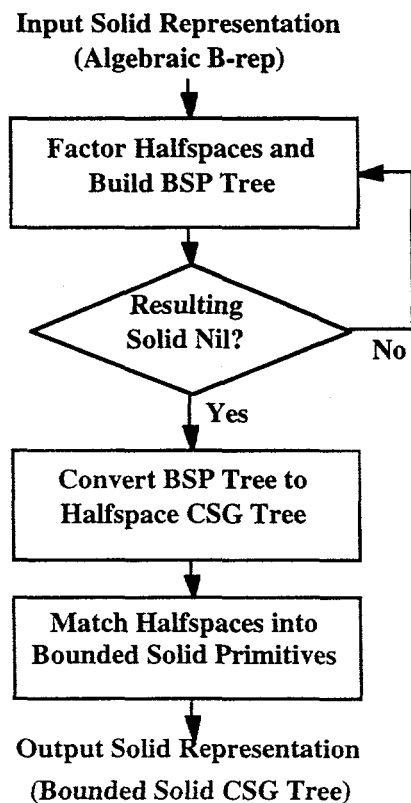 Input Solid Representation
(Algebraic B-rep)
Factor Halfspaces and
Build BSP Tree
Resulting
Solid Nil?
No
Yes
Convert BSP Tree to
Halfspace CSG Tree
Match Halfspaces into
Bounded Solid Primitives
Output Solid Representation
(Bounded Solid CSG Tree)